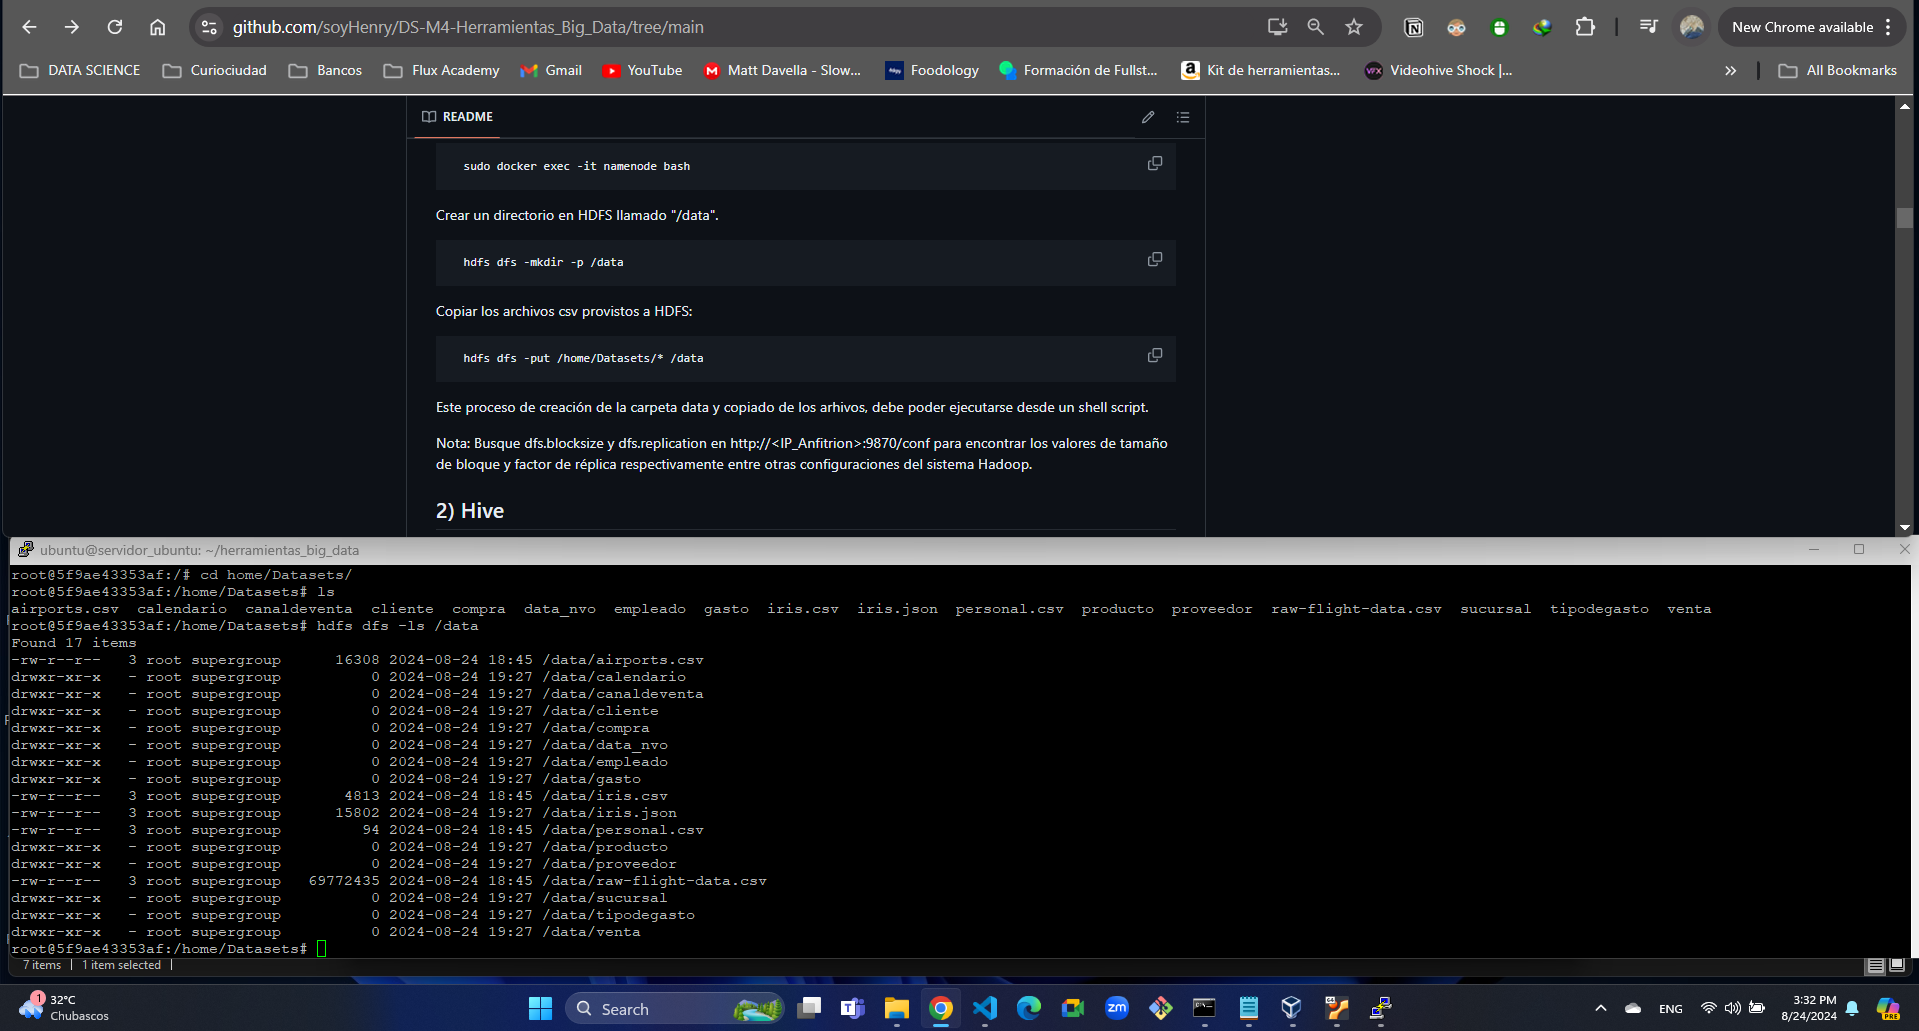 github.com/soyHenry/DS-M4-Herramientas_Big_Data/tree/main
New Chrome available
DATA SCIENCE
Curiociudad
Bancos
Flux Academy
Gmail
YouTube
Matt Davella - Slow...
Foodology
Formación de Fullst...
Kit de herramientas...
VFX
Videohive Shock |...
All Bookmarks
README
sudo docker exec -it namenode bash
Crear un directorio en HDFS llamado "/data".
hdfs dfs -mkdir -p /data
Copiar los archivos csv provistos a HDFS:
hdfs dfs -put /home/Datasets/* /data
Este proceso de creación de la carpeta data y copiado de los arhivos, debe poder ejecutarse desde un shell script.
Nota: Busque dfs.blocksize y dfs.replication en http://<IP_Anfitrion>:9870/conf para encontrar los valores de tamaño
de bloque y factor de réplica respectivamente entre otras configuraciones del sistema Hadoop.
2) Hive
ubuntu@servidor_ubuntu: ~/herramientas_big_data
root@5f9ae43353af:/# cd home/Datasets/
root@5f9ae43353af:/home/Datasets# ls
airports.csv  calendario  canaldeventa  cliente  compra  data_nvo  empleado  gasto  iris.csv  iris.json  personal.csv  producto  proveedor  raw-flight-data.csv  sucursal  tipodegasto  venta
root@5f9ae43353af:/home/Datasets# hdfs dfs -ls /data
Found 17 items
-rw-r--r--   3 root supergroup      16308 2024-08-24 18:45 /data/airports.csv
drwxr-xr-x   - root supergroup          0 2024-08-24 19:27 /data/calendario
drwxr-xr-x   - root supergroup          0 2024-08-24 19:27 /data/canaldeventa
drwxr-xr-x   - root supergroup          0 2024-08-24 19:27 /data/cliente
drwxr-xr-x   - root supergroup          0 2024-08-24 19:27 /data/compra
drwxr-xr-x   - root supergroup          0 2024-08-24 19:27 /data/data_nvo
drwxr-xr-x   - root supergroup          0 2024-08-24 19:27 /data/empleado
drwxr-xr-x   - root supergroup          0 2024-08-24 19:27 /data/gasto
-rw-r--r--   3 root supergroup       4813 2024-08-24 18:45 /data/iris.csv
-rw-r--r--   3 root supergroup      15802 2024-08-24 19:27 /data/iris.json
-rw-r--r--   3 root supergroup         94 2024-08-24 18:45 /data/personal.csv
drwxr-xr-x   - root supergroup          0 2024-08-24 19:27 /data/producto
drwxr-xr-x   - root supergroup          0 2024-08-24 19:27 /data/proveedor
-rw-r--r--   3 root supergroup   69772435 2024-08-24 18:45 /data/raw-flight-data.csv
drwxr-xr-x   - root supergroup          0 2024-08-24 19:27 /data/sucursal
drwxr-xr-x   - root supergroup          0 2024-08-24 19:27 /data/tipodegasto
drwxr-xr-x   - root supergroup          0 2024-08-24 19:27 /data/venta
root@5f9ae43353af:/home/Datasets#
7 items
1 item selected
1
32°C
Chubascos
Search
zm
ENG
3:32 PM
8/24/2024
PRE